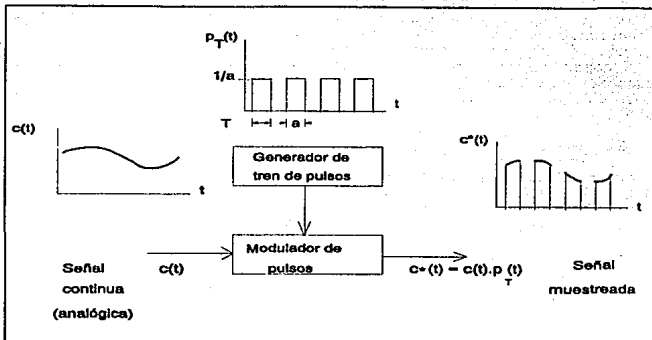 p_T(t)
1/a
t
T
a
c(t)
t
Generador de
tren de pulsos
c*(t)
t
Modulador de
pulsos
c(t)
c*(t) = c(t).p_T(t)
Señal
continua
(analógica)
Señal
muestreada